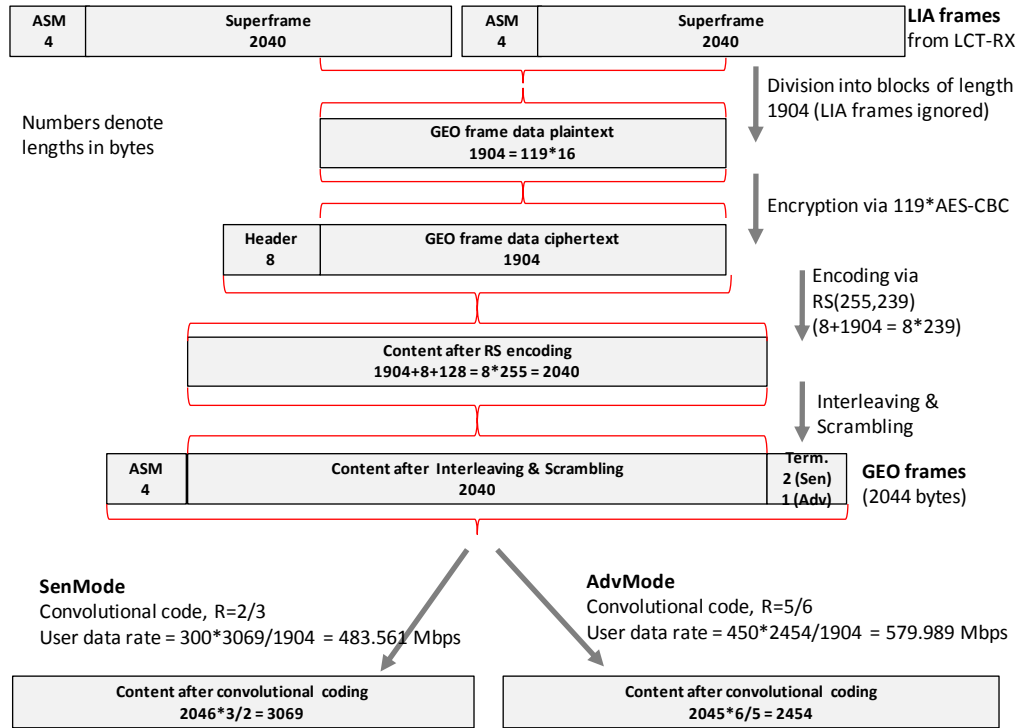 ASM
4
Superframe
2040
ASM
4
Superframe
2040
LIA frames
from LCT-RX
Division into blocks of length
1904 (LIA frames ignored)
Numbers denote
lengths in bytes
GEO frame data plaintext
1904 = 119*16
Encryption via 119*AES-CBC
Header
8
GEO frame data ciphertext
1904
Encoding via
RS(255,239)
(8+1904 = 8*239)
Content after RS encoding
1904+8+128 = 8*255 = 2040
Interleaving &
Scrambling
ASM
4
Content after Interleaving & Scrambling
2040
Term.
2 (Sen)
1 (Adv)
GEO frames
(2044 bytes)
SenMode
Convolutional code, R=2/3
User data rate = 300*3069/1904 = 483.561 Mbps
AdvMode
Convolutional code, R=5/6
User data rate = 450*2454/1904 = 579.989 Mbps
Content after convolutional coding
2046*3/2 = 3069
Content after convolutional coding
2045*6/5 = 2454